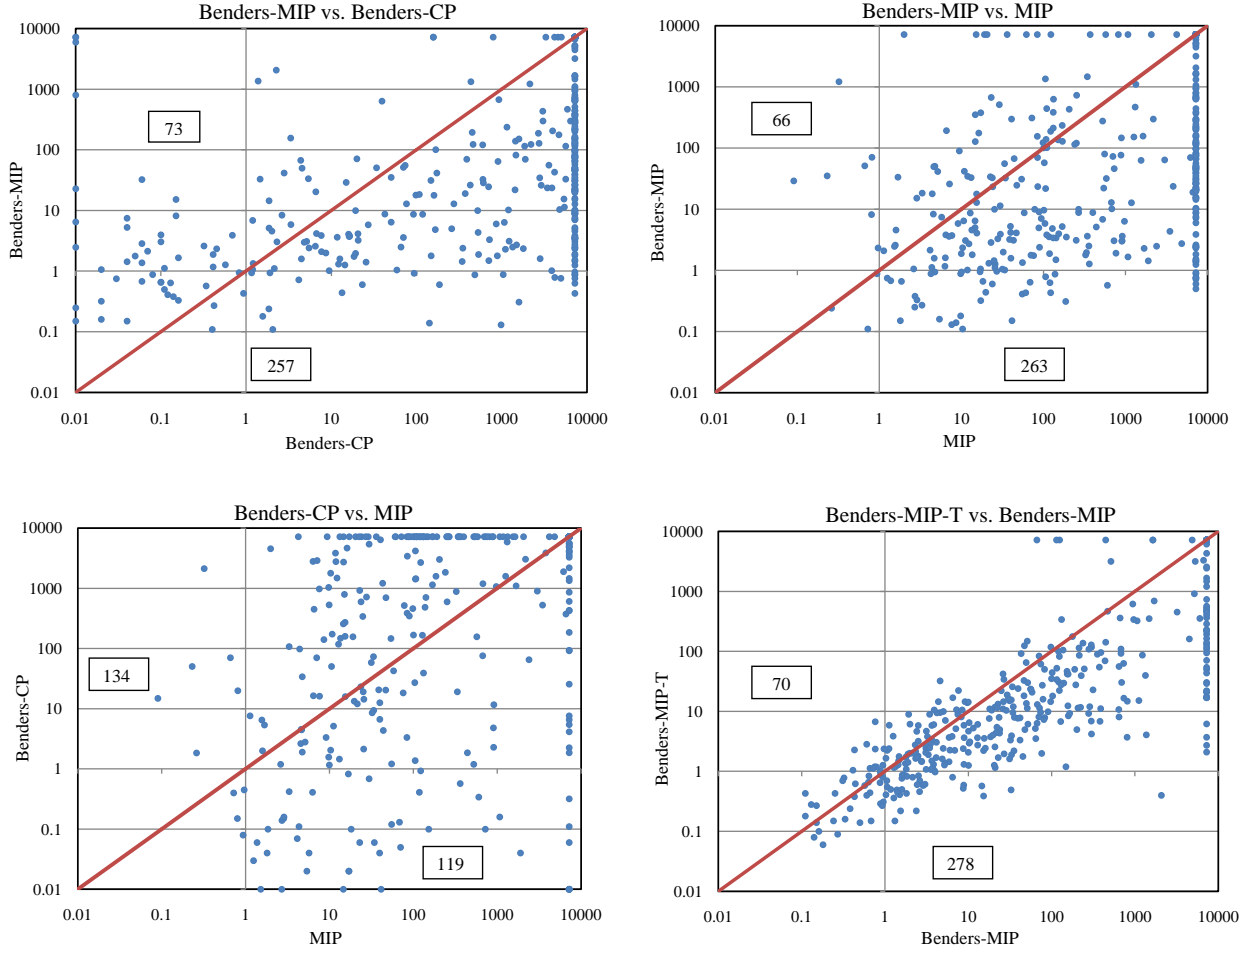 Benders-MIP vs. Benders-CP
10000
1000
100
10
1
0.1
0.01
Benders-MIP
73
257
0.01 0.1 1 10 100 1000 10000
Benders-CP
Benders-MIP vs. MIP
10000
1000
100
10
1
0.1
0.01
Benders-MIP
66
263
0.01 0.1 1 10 100 1000 10000
MIP
Benders-CP vs. MIP
10000
1000
100
10
1
0.1
0.01
Benders-CP
134
119
0.01 0.1 1 10 100 1000 10000
MIP
Benders-MIP-T vs. Benders-MIP
10000
1000
100
10
1
0.1
0.01
Benders-MIP-T
70
278
0.01 0.1 1 10 100 1000 10000
Benders-MIP